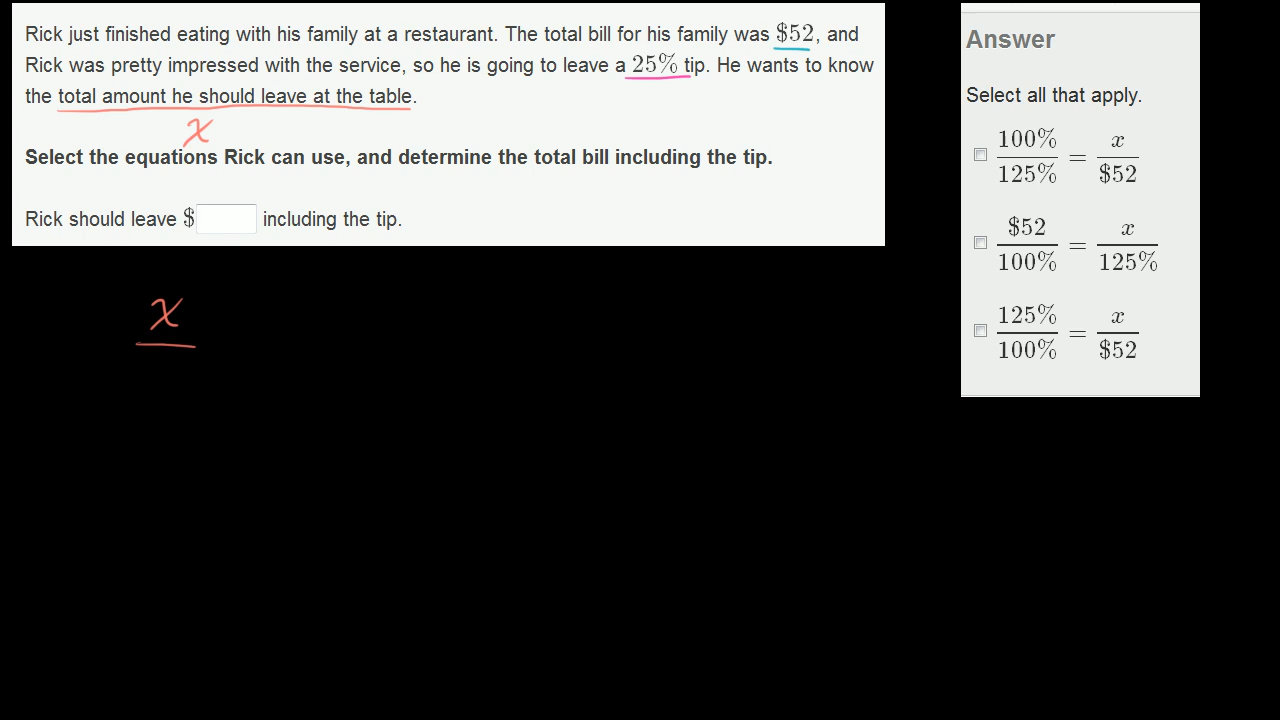 Rick just finished eating with his family at a restaurant. The total bill for his family was $52, and
Rick was pretty impressed with the service, so he is going to leave a 25% tip. He wants to know
the total amount he should leave at the table.
x
Select the equations Rick can use, and determine the total bill including the tip.
Rick should leave $ including the tip.
x
Answer
Select all that apply.
100%/125% = x/$52
$52/100% = x/125%
125%/100% = x/$52